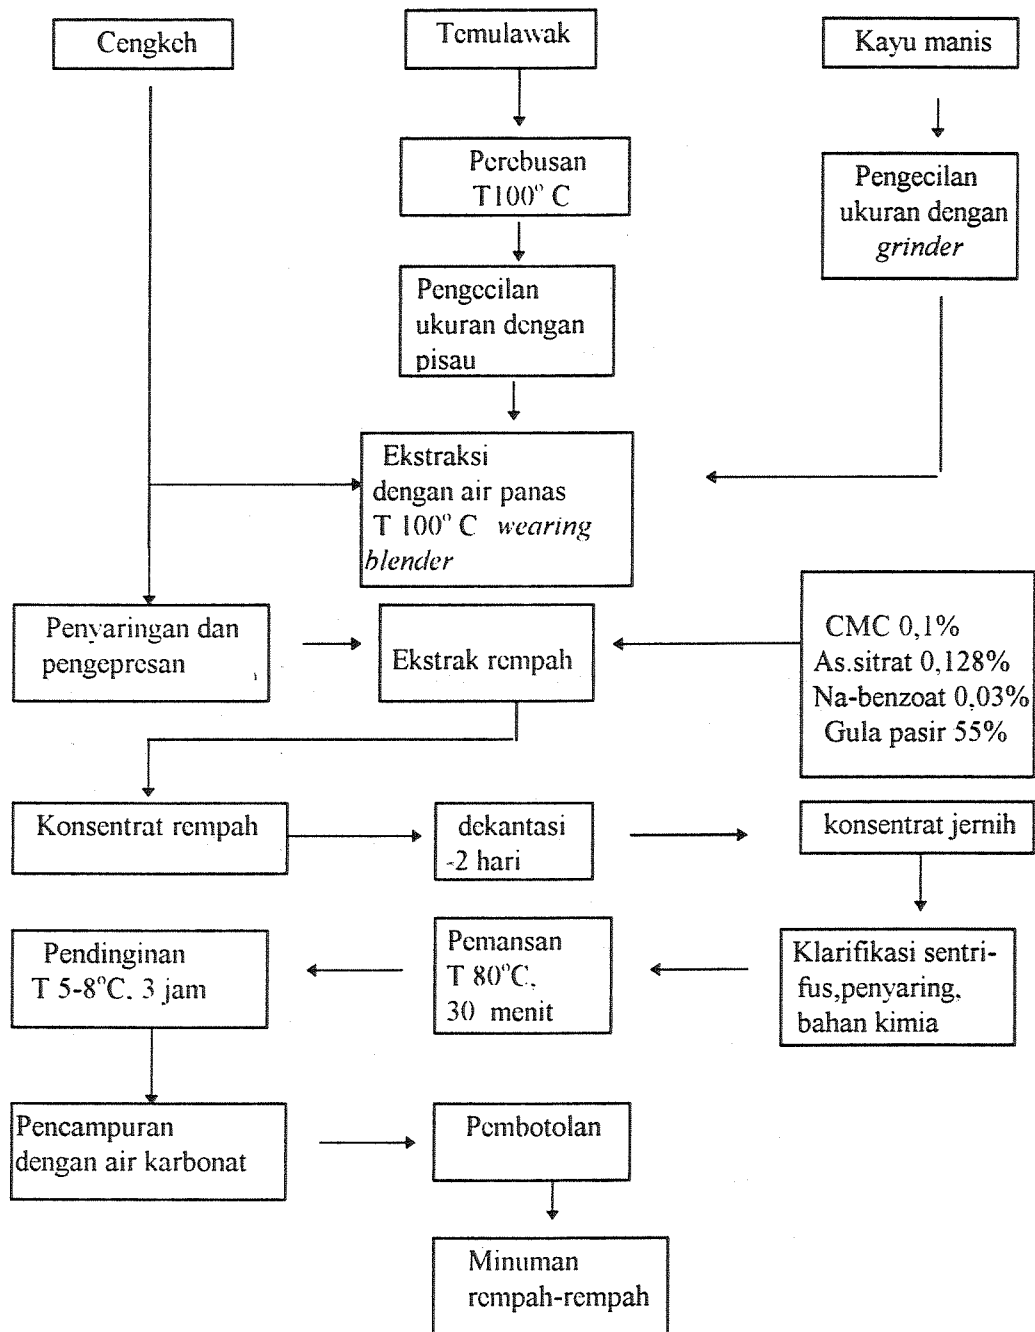 Cengkeh
Temulawak
Kayu manis
Perebusan
T100° C
Pengecilan
ukuran dengan
grinder
Pengecilan
ukuran dengan
pisau
Ekstraksi
dengan air panas
T 100° C wearing
blender
Penyaringan dan
pengepresan
Ekstrak rempah
CMC 0,1%
As.sitrat 0,128%
Na-benzoat 0,03%
Gula pasir 55%
Konsentrat rempah
dekantasi
-2 hari
konsentrat jernih
Klarifikasi sentri-
fus,penyaring,
bahan kimia
Pemansan
T 80°C,
30 menit
Pendinginan
T 5-8°C. 3 jam
Pencampuran
dengan air karbonat
Pembotolan
Minuman
rempah-rempah